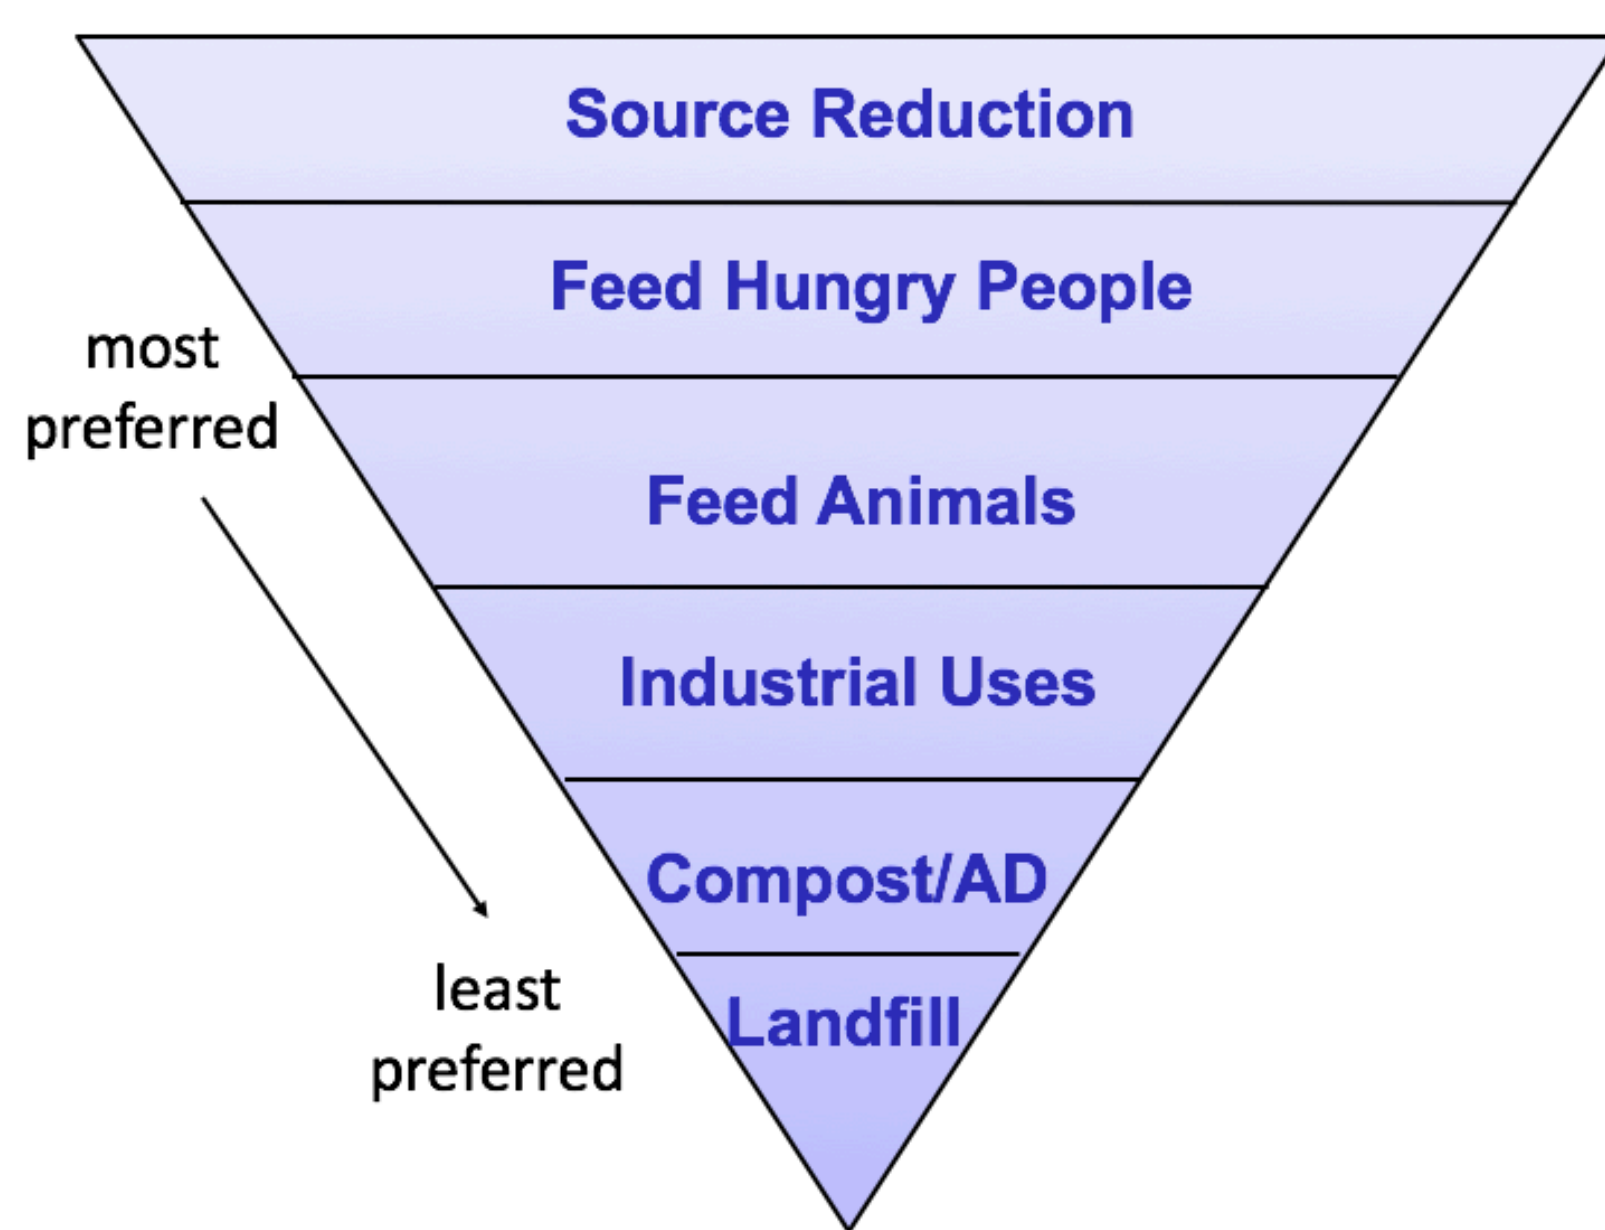 Source Reduction
Feed Hungry People
most
preferred
Feed Animals
Industrial Uses
Compost/AD
least
preferred
Landfill